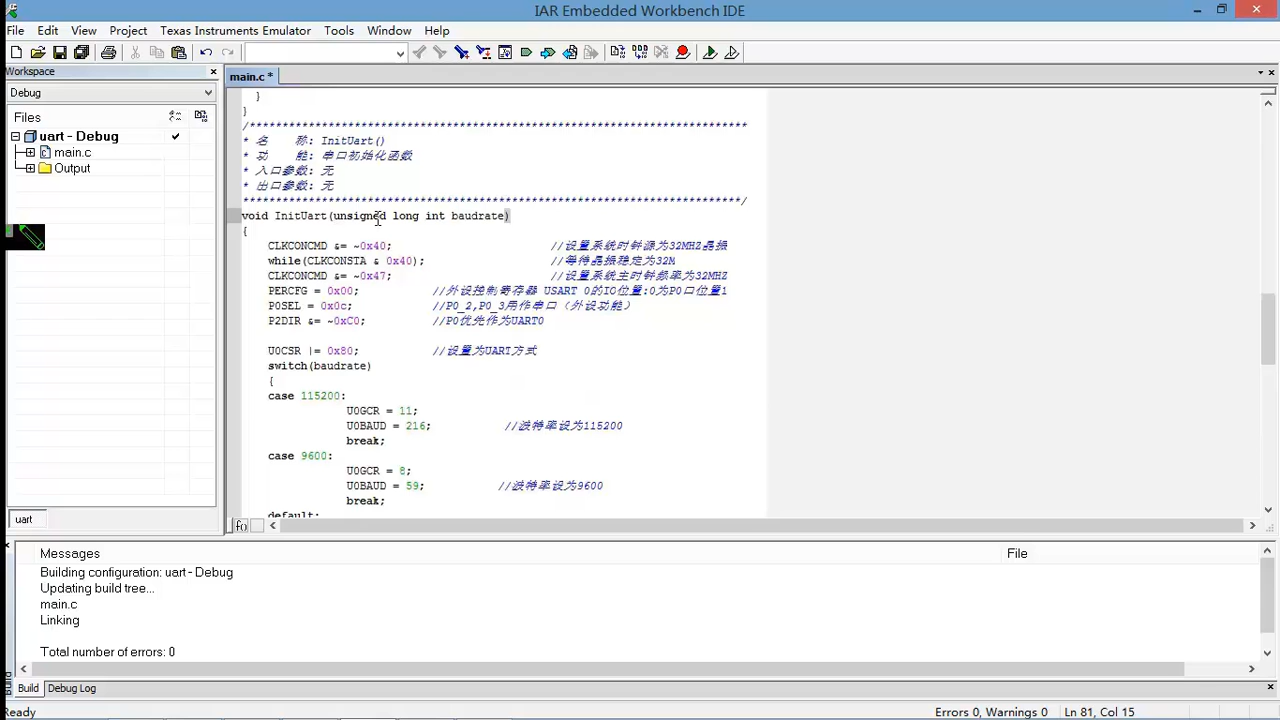 IAR Embedded Workbench IDE
File Edit View Project Texas Instruments Emulator Tools Window Help
Workspace
main.c *
Debug
Files
uart - Debug
main.c
Output
uart
}
}
/***************************************************************************
* 名      称: InitUart()
* 功      能: 串口初始化函数
* 入口参数: 无
* 出口参数: 无
****************************************************************************/
void InitUart(unsigned long int baudrate)
{
CLKCONCMD &= ~0x40; //设置系统时钟源为32MHZ晶振
while(CLKCONSTA & 0x40); //等待晶振稳定为32M
CLKCONCMD &= ~0x47; //设置系统主时钟频率为32MHZ
PERCFG = 0x00; //外设控制寄存器 USART 0的IO位置:0为P0口位置1
P0SEL = 0x0c; //P0_2,P0_3用作串口（外设功能）
P2DIR &= ~0xC0; //P0优先作为UART0
U0CSR |= 0x80; //设置为UART方式
switch(baudrate)
{
case 115200:
U0GCR = 11;
U0BAUD = 216; //波特率设为115200
break;
case 9600:
U0GCR = 8;
U0BAUD = 59; //波特率设为9600
break;
default:
Messages File
Building configuration: uart - Debug
Updating build tree...
main.c
Linking
Total number of errors: 0
Build Debug Log
Ready Errors 0, Warnings 0 Ln 81, Col 15